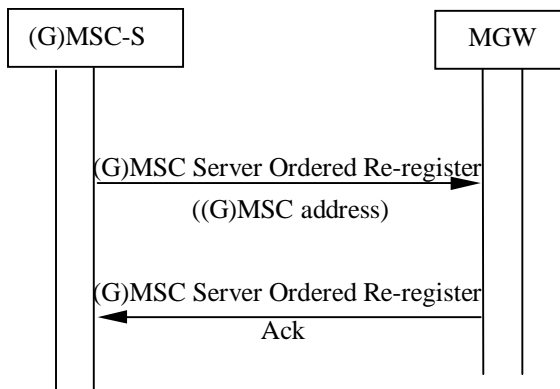 (G)MSC-S
MGW
(G)MSC Server Ordered Re-register
((G)MSC address)
(G)MSC Server Ordered Re-register
Ack